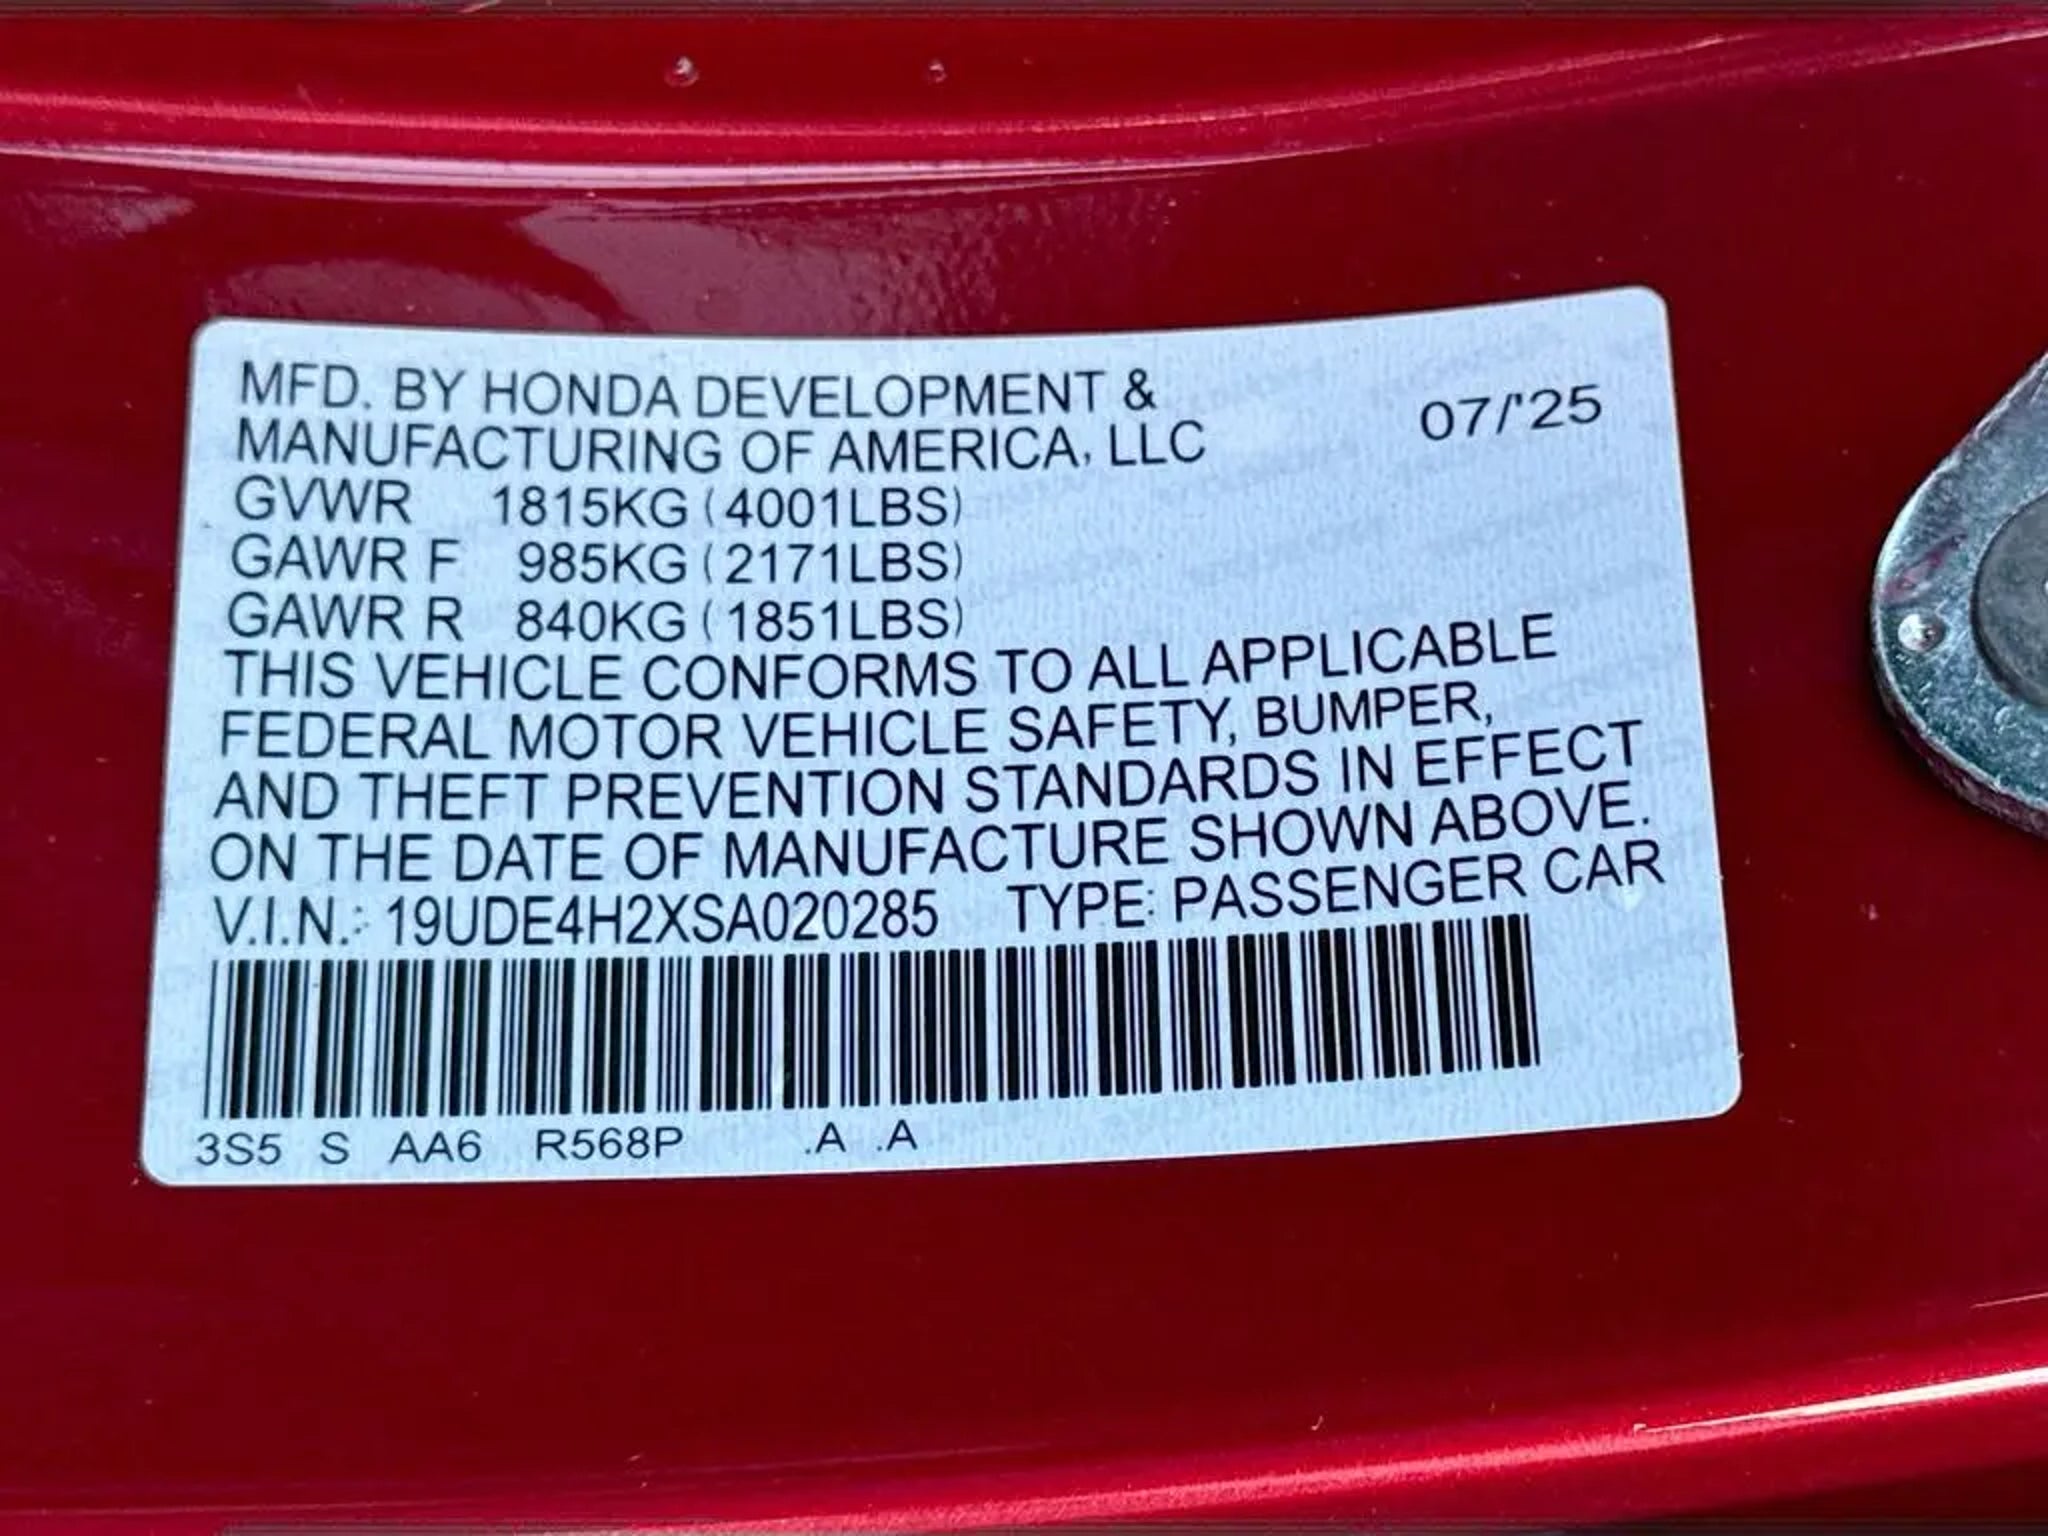 MFD. BY HONDA DEVELOPMENT &
MANUFACTURING OF AMERICA, LLC 07/'25
GVWR 1815KG (4001LBS)
GAWR F 985KG (2171LBS)
GAWR R 840KG (1851LBS)
THIS VEHICLE CONFORMS TO ALL APPLICABLE
FEDERAL MOTOR VEHICLE SAFETY, BUMPER,
AND THEFT PREVENTION STANDARDS IN EFFECT
ON THE DATE OF MANUFACTURE SHOWN ABOVE.
V.I.N.: 19UDE4H2XSA020285 TYPE: PASSENGER CAR
3S5 S AA6 R568P .A .A